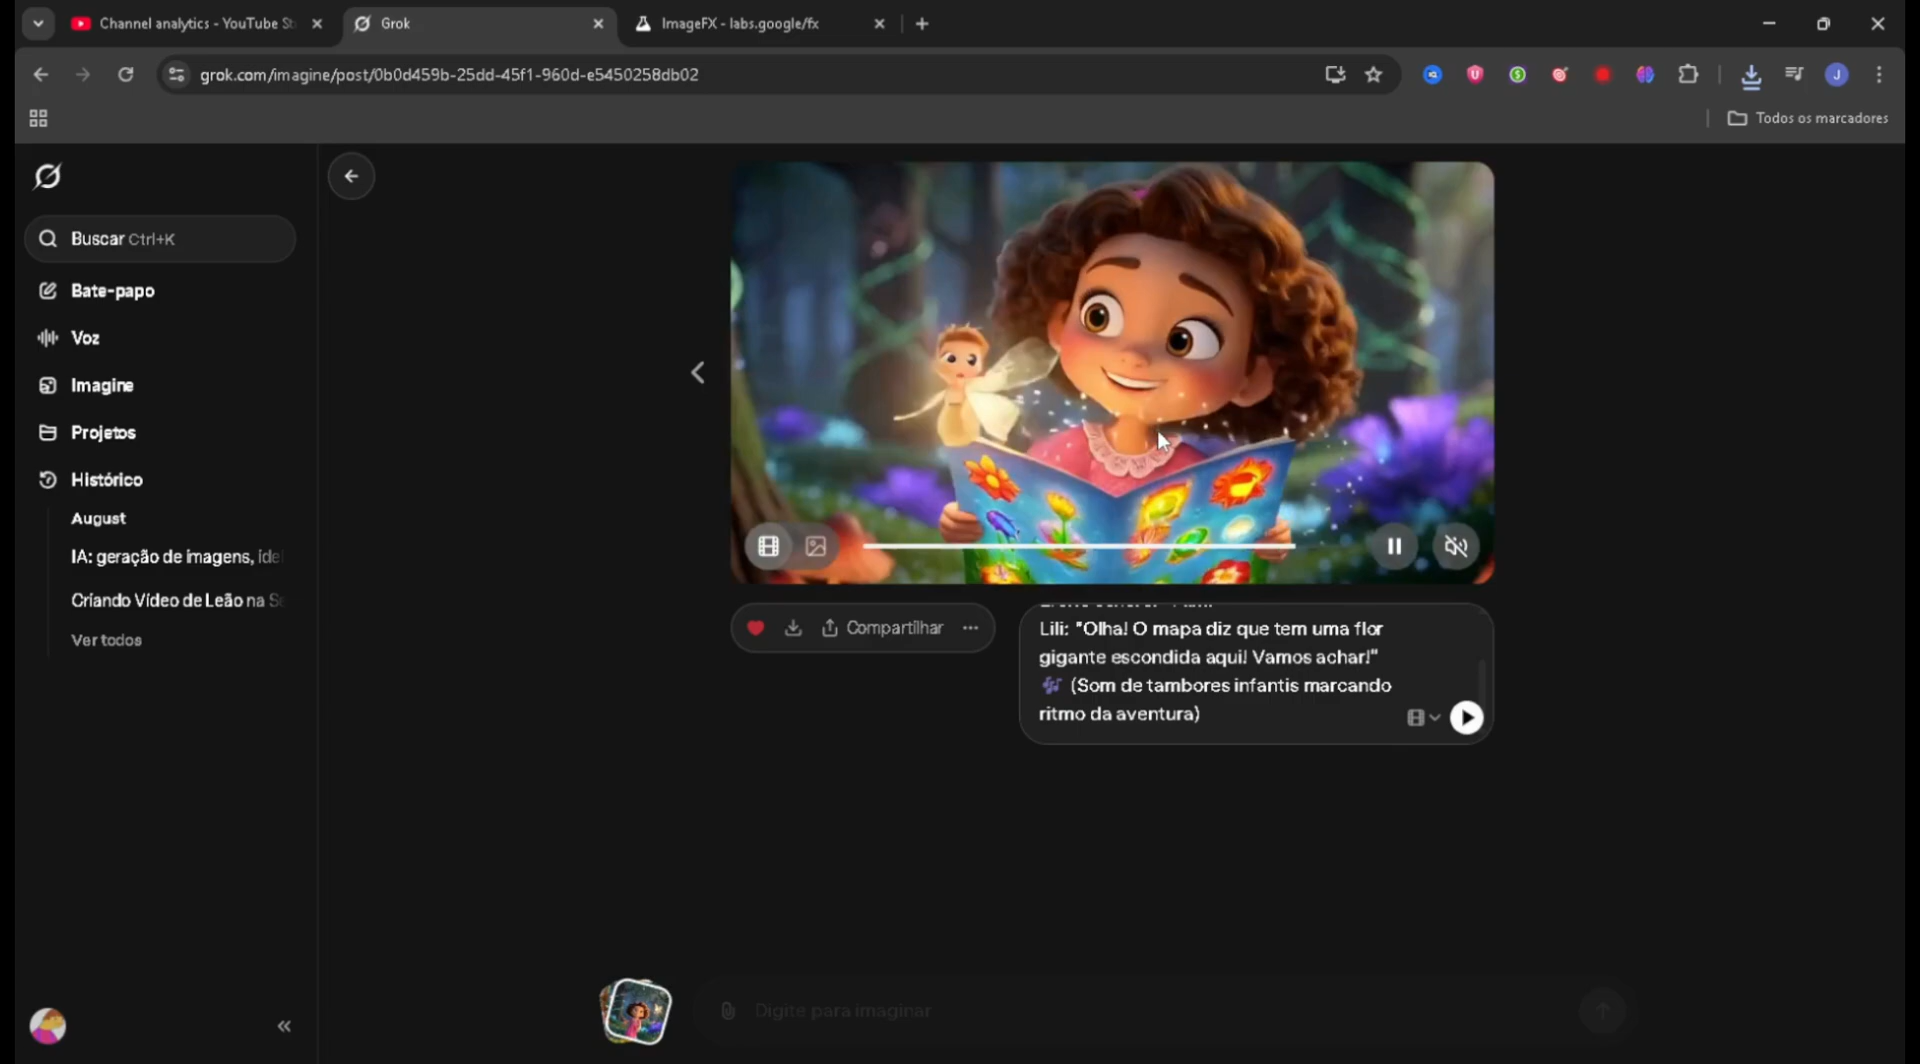 Channel analytics - YouTube St
Grok
ImageFX - labs.google/fx
grok.com/imagine/post/0b0d459b-25dd-45f1-960d-e5450258db02
Todos os marcadores
Buscar Ctrl+K
Bate-papo
Voz
Imagine
Projetos
Histórico
August
IA: geração de imagens, idei
Criando Vídeo de Leão na Se
Ver todos
Compartilhar
Lili: "Olha! O mapa diz que tem uma flor
gigante escondida aqui! Vamos achar!"
🎶 (Som de tambores infantis marcando
ritmo da aventura)
Digite para imaginar